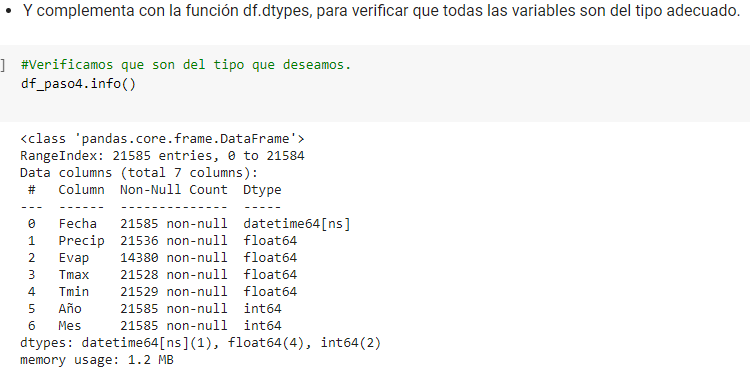 • Y complementa con la función df.dtypes, para verificar que todas las variables son del tipo adecuado.
] #Verificamos que son del tipo que deseamos.
df_paso4.info()
<class 'pandas.core.frame.DataFrame'>
RangeIndex: 21585 entries, 0 to 21584
Data columns (total 7 columns):
 #   Column  Non-Null Count  Dtype
---  ------  --------------  -----
 0   Fecha   21585 non-null  datetime64[ns]
 1   Precip  21536 non-null  float64
 2   Evap    14380 non-null  float64
 3   Tmax    21528 non-null  float64
 4   Tmin    21529 non-null  float64
 5   Año     21585 non-null  int64
 6   Mes     21585 non-null  int64
dtypes: datetime64[ns](1), float64(4), int64(2)
memory usage: 1.2 MB